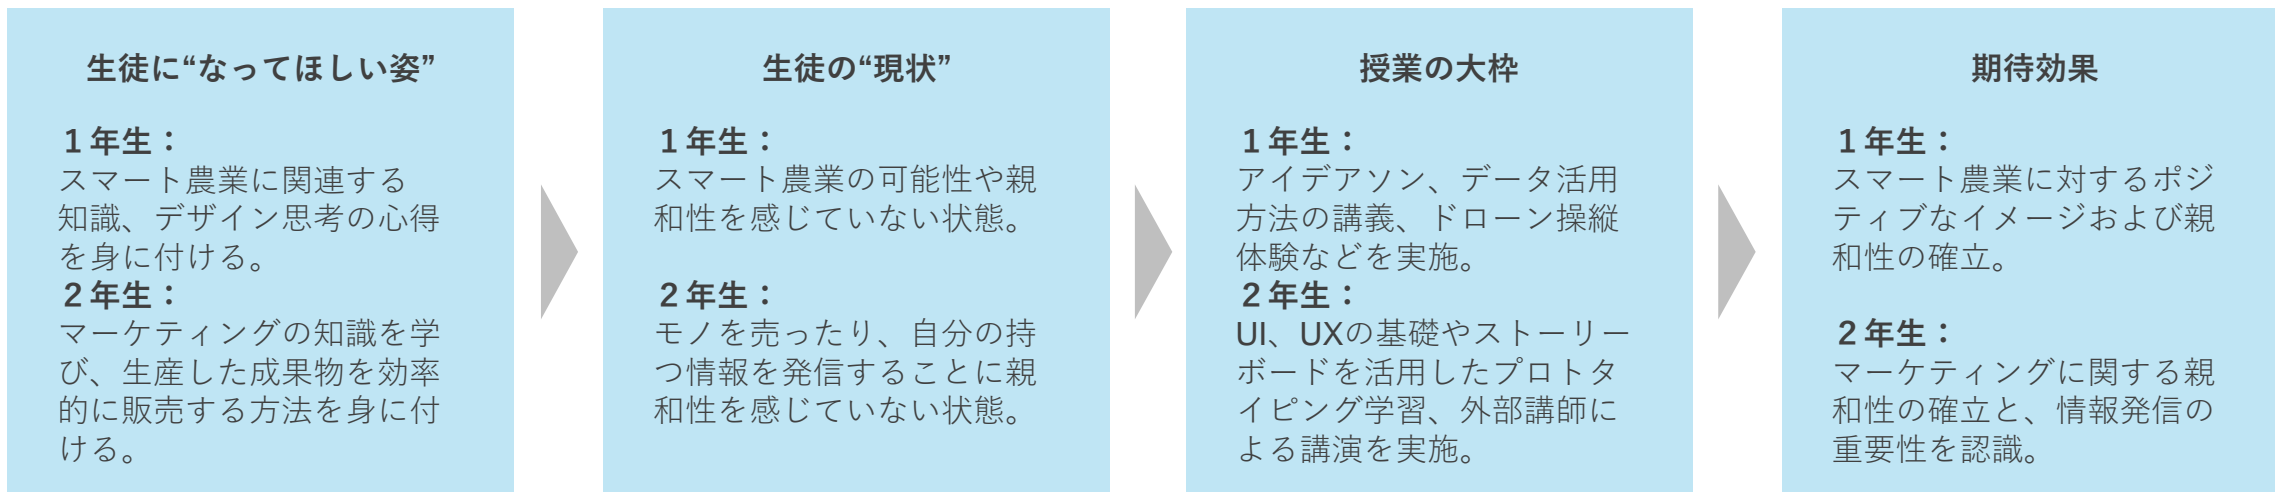 生徒に“なってほしい姿”
１年生：
スマート農業に関連する
知識、デザイン思考の心得
を身に付ける。
２年生：
マーケティングの知識を学
び、生産した成果物を効率
的に販売する方法を身に付
ける。
生徒の“現状”
１年生：
スマート農業の可能性や親
和性を感じていない状態。
２年生：
モノを売ったり、自分の持
つ情報を発信することに親
和性を感じていない状態。
授業の大枠
１年生：
アイデアソン、データ活用
方法の講義、ドローン操縦
体験などを実施。
２年生：
UI、UXの基礎やストーリー
ボードを活用したプロトタ
イピング学習、外部講師に
よる講演を実施。
期待効果
１年生：
スマート農業に対するポジ
ティブなイメージおよび親
和性の確立。
２年生：
マーケティングに関する親
和性の確立と、情報発信の
重要性を認識。